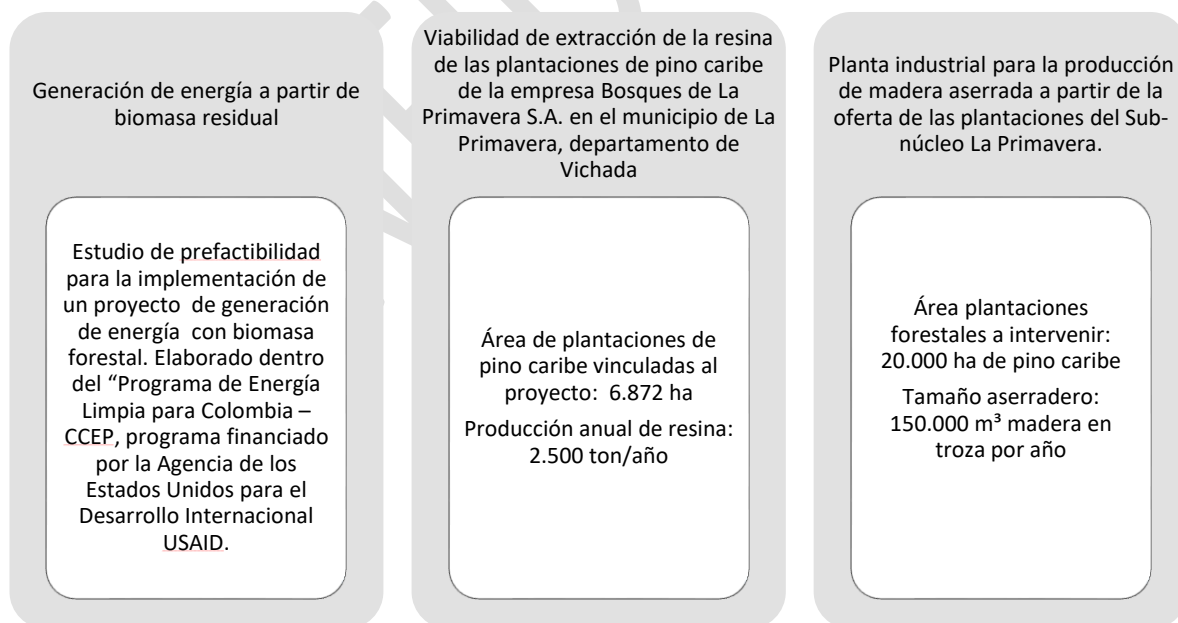 Generación de energía a partir de
biomasa residual
Estudio de prefactibilidad
para la implementación de
un proyecto de generación
de energía con biomasa
forestal. Elaborado dentro
del “Programa de Energía
Limpia para Colombia –
CCEP, programa financiado
por la Agencia de los
Estados Unidos para el
Desarrollo Internacional
USAID.
Viabilidad de extracción de la resina
de las plantaciones de pino caribe
de la empresa Bosques de La
Primavera S.A. en el municipio de La
Primavera, departamento de
Vichada
Área de plantaciones de
pino caribe vinculadas al
proyecto: 6.872 ha
Producción anual de resina:
2.500 ton/año
Planta industrial para la producción
de madera aserrada a partir de la
oferta de las plantaciones del Sub-
núcleo La Primavera.
Área plantaciones
forestales a intervenir:
20.000 ha de pino caribe
Tamaño aserradero:
150.000 m³ madera en
troza por año